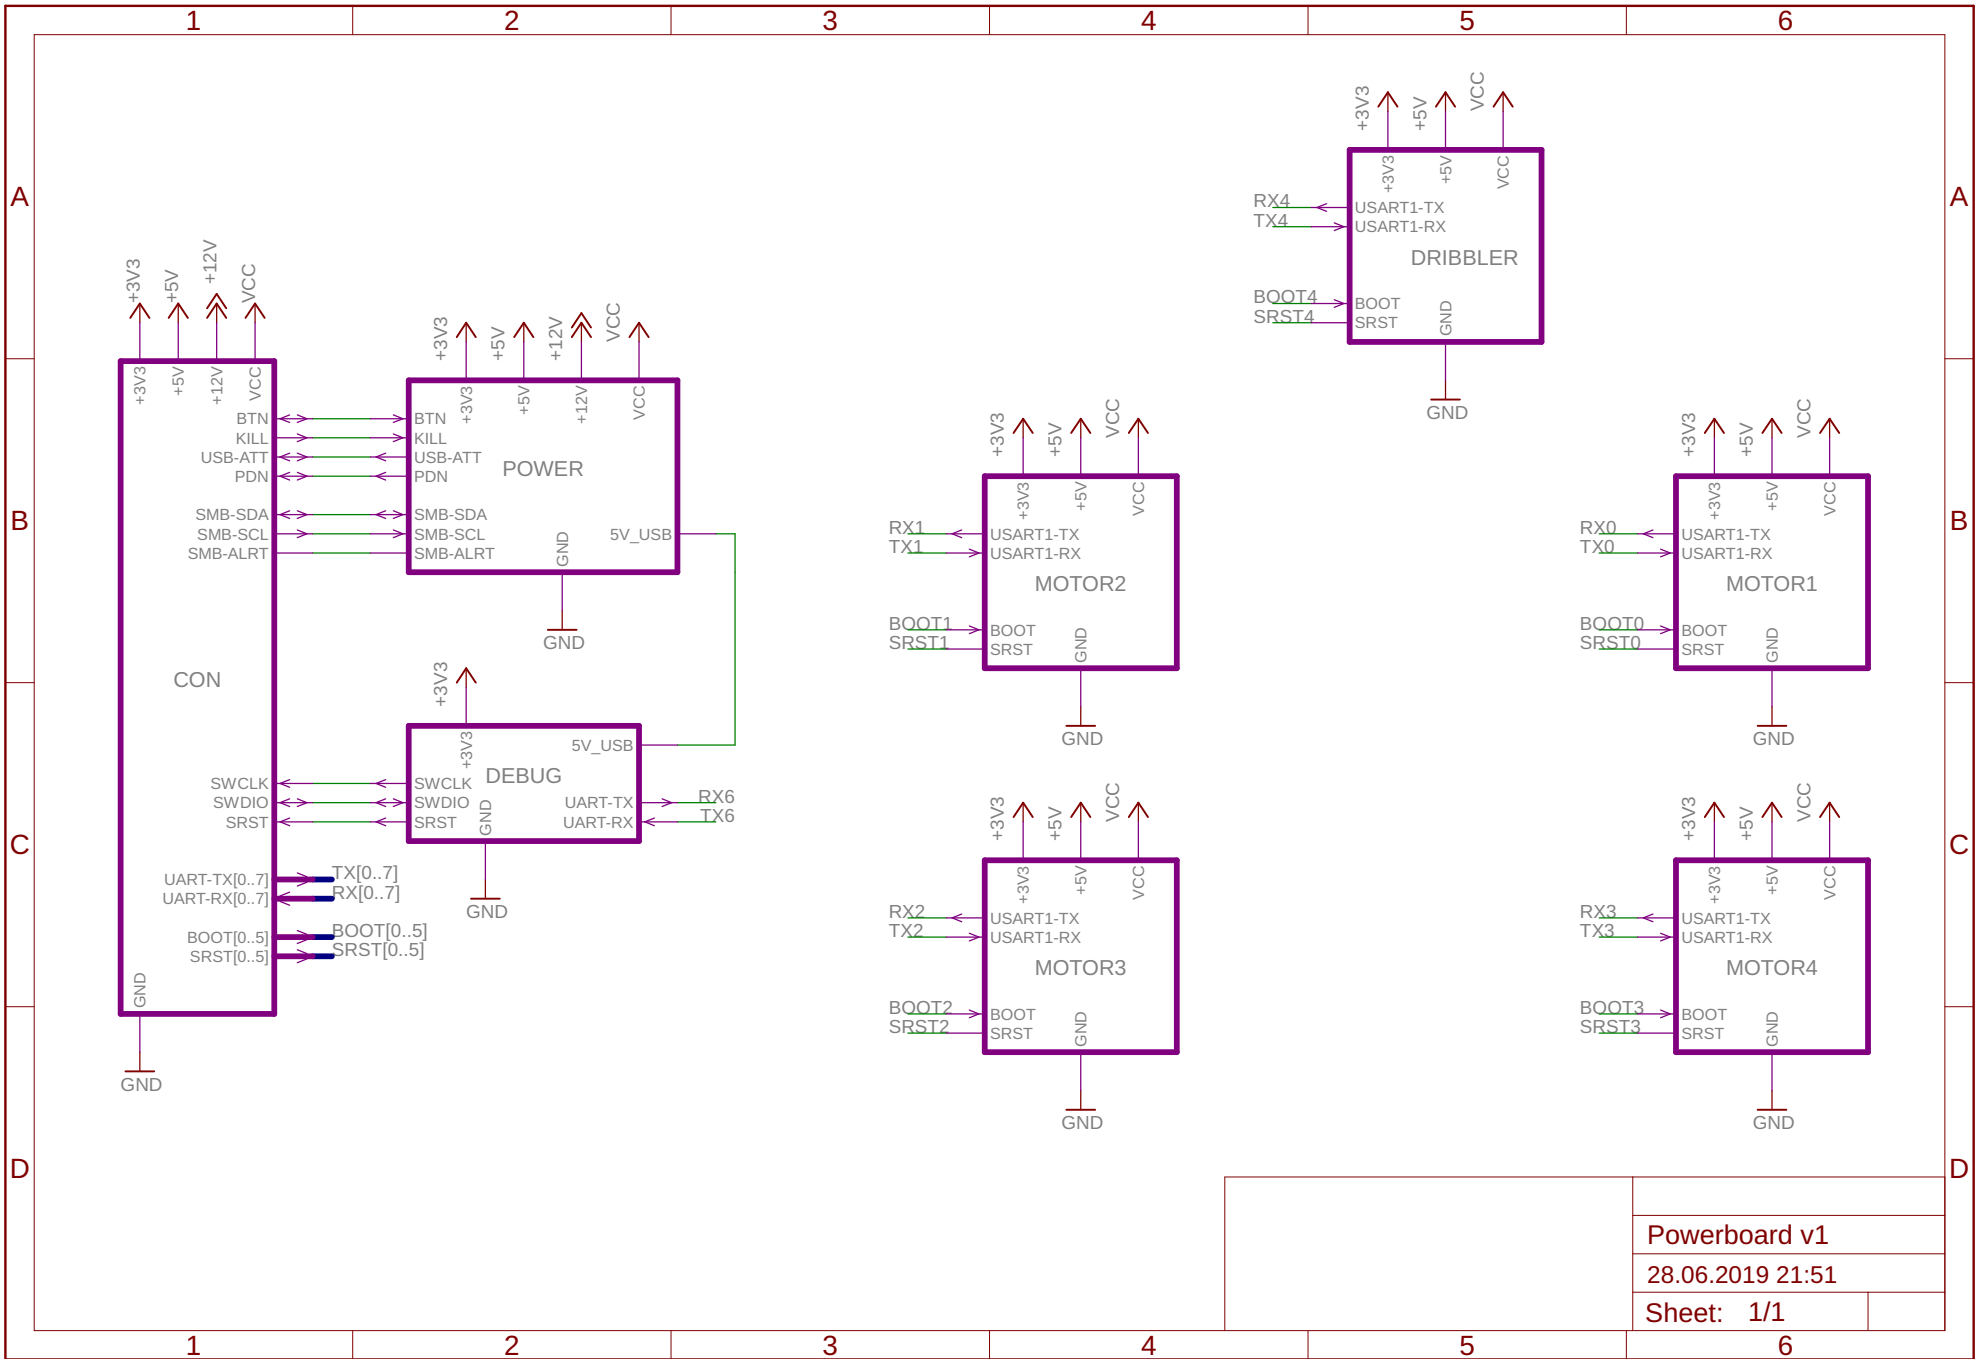 1 2 3 4 5 6
A A
B B
C C
D D
+3V3 +5V +12V VCC
+3V3 +5V +12V VCC
BTN
KILL
USB-ATT
PDN
SMB-SDA
SMB-SCL
SMB-ALRT
CON
SWCLK
SWDIO
SRST
UART-TX[0..7] TX[0..7]
UART-RX[0..7] RX[0..7]
BOOT[0..5] BOOT[0..5]
SRST[0..5] SRST[0..5]
GND
GND
+3V3 +5V +12V VCC
+3V3 +5V +12V VCC
BTN
KILL
USB-ATT
PDN
POWER
SMB-SDA
SMB-SCL
SMB-ALRT
5V_USB
GND
GND
+3V3
+3V3
5V_USB
DEBUG
SWCLK
SWDIO
SRST
UART-TX RX6
UART-RX TX6
GND
GND
+3V3 +5V VCC
+3V3 +5V VCC
RX4 USART1-TX
TX4 USART1-RX
DRIBBLER
BOOT4 BOOT
SRST4 SRST
GND
GND
+3V3 +5V VCC
+3V3 +5V VCC
RX1 USART1-TX
TX1 USART1-RX
MOTOR2
BOOT1 BOOT
SRST1 SRST
GND
GND
+3V3 +5V VCC
+3V3 +5V VCC
RX0 USART1-TX
TX0 USART1-RX
MOTOR1
BOOT0 BOOT
SRST0 SRST
GND
GND
+3V3 +5V VCC
+3V3 +5V VCC
RX2 USART1-TX
TX2 USART1-RX
MOTOR3
BOOT2 BOOT
SRST2 SRST
GND
GND
+3V3 +5V VCC
+3V3 +5V VCC
RX3 USART1-TX
TX3 USART1-RX
MOTOR4
BOOT3 BOOT
SRST3 SRST
GND
GND
Powerboard v1
28.06.2019 21:51
Sheet: 1/1
1 2 3 4 5 6